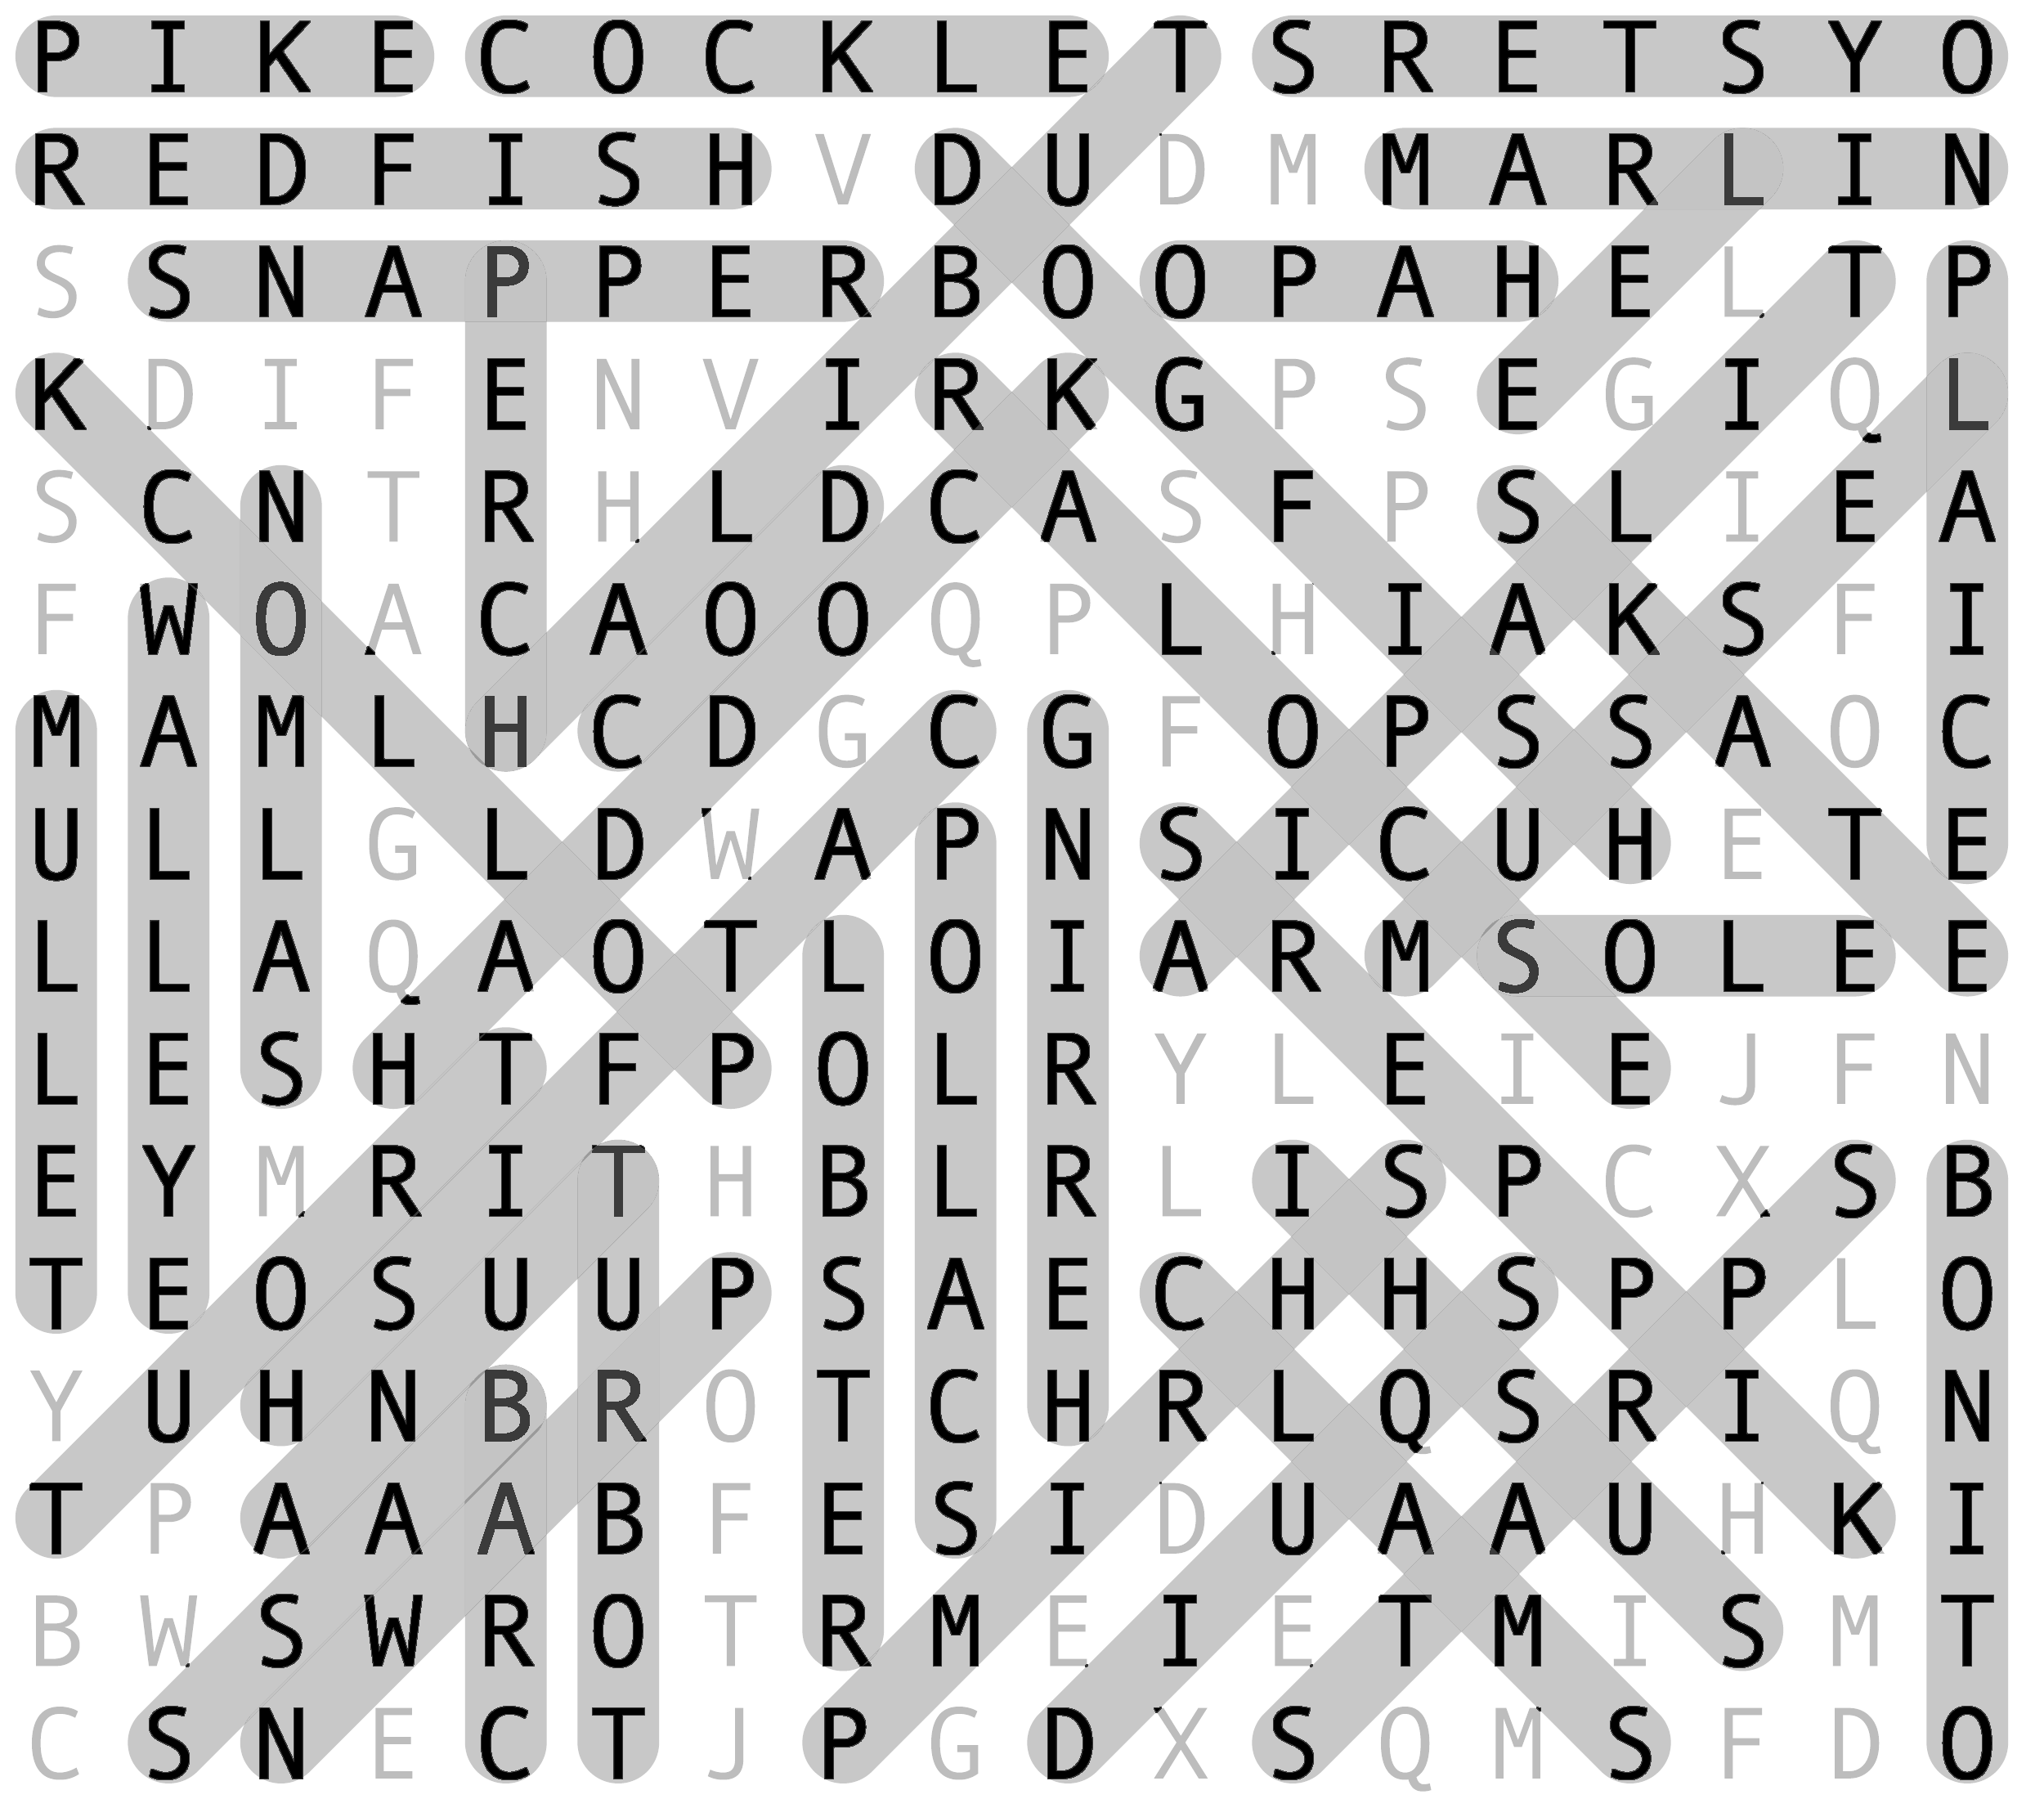 P I K E C O C K L E T S R E T S Y O
R E D F I S H V D U D M M A R L I N
S S N A P P E R B O O P A H E L T P
K D I F E N V I R K G P S E G I Q L
S C N T R H L D C A S F P S L I E A
F W O A C A O O Q P L H I A K S F I
M A M L H C D G C G F O P S S A O C
U L L G L D W A P N S I C U H E T E
L L A Q A O T L O I A R M S O L E E
L E S H T F P O L R Y L E I E J F N
E Y M R I T H B L R L I S P C X S B
T E O S U U P S A E C H H S P P L O
Y U H N B R O T C H R L Q S R I Q N
T P A A A B F E S I D U A A U H K I
B W S W R O T R M E I E T M I S M T
C S N E C T J P G D X S Q M S F D O